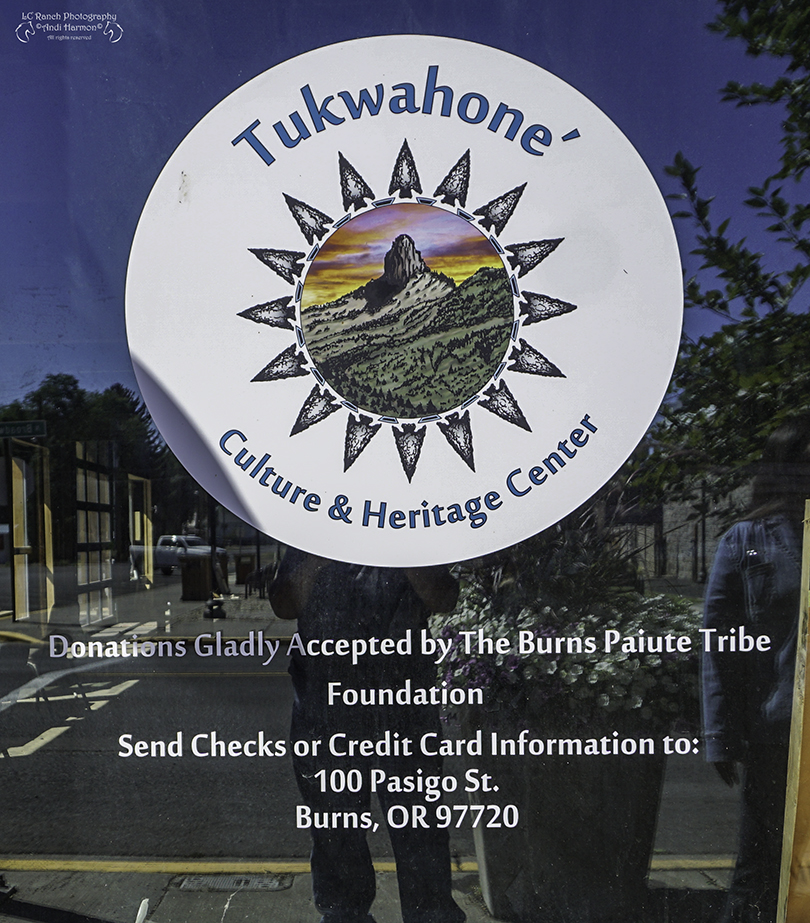 LC Ranch Photography
©Andi Harmon©
All rights reserved
Tukwahone´
Culture & Heritage Center
Donations Gladly Accepted by The Burns Paiute Tribe
Foundation
Send Checks or Credit Card Information to:
100 Pasigo St.
Burns, OR 97720